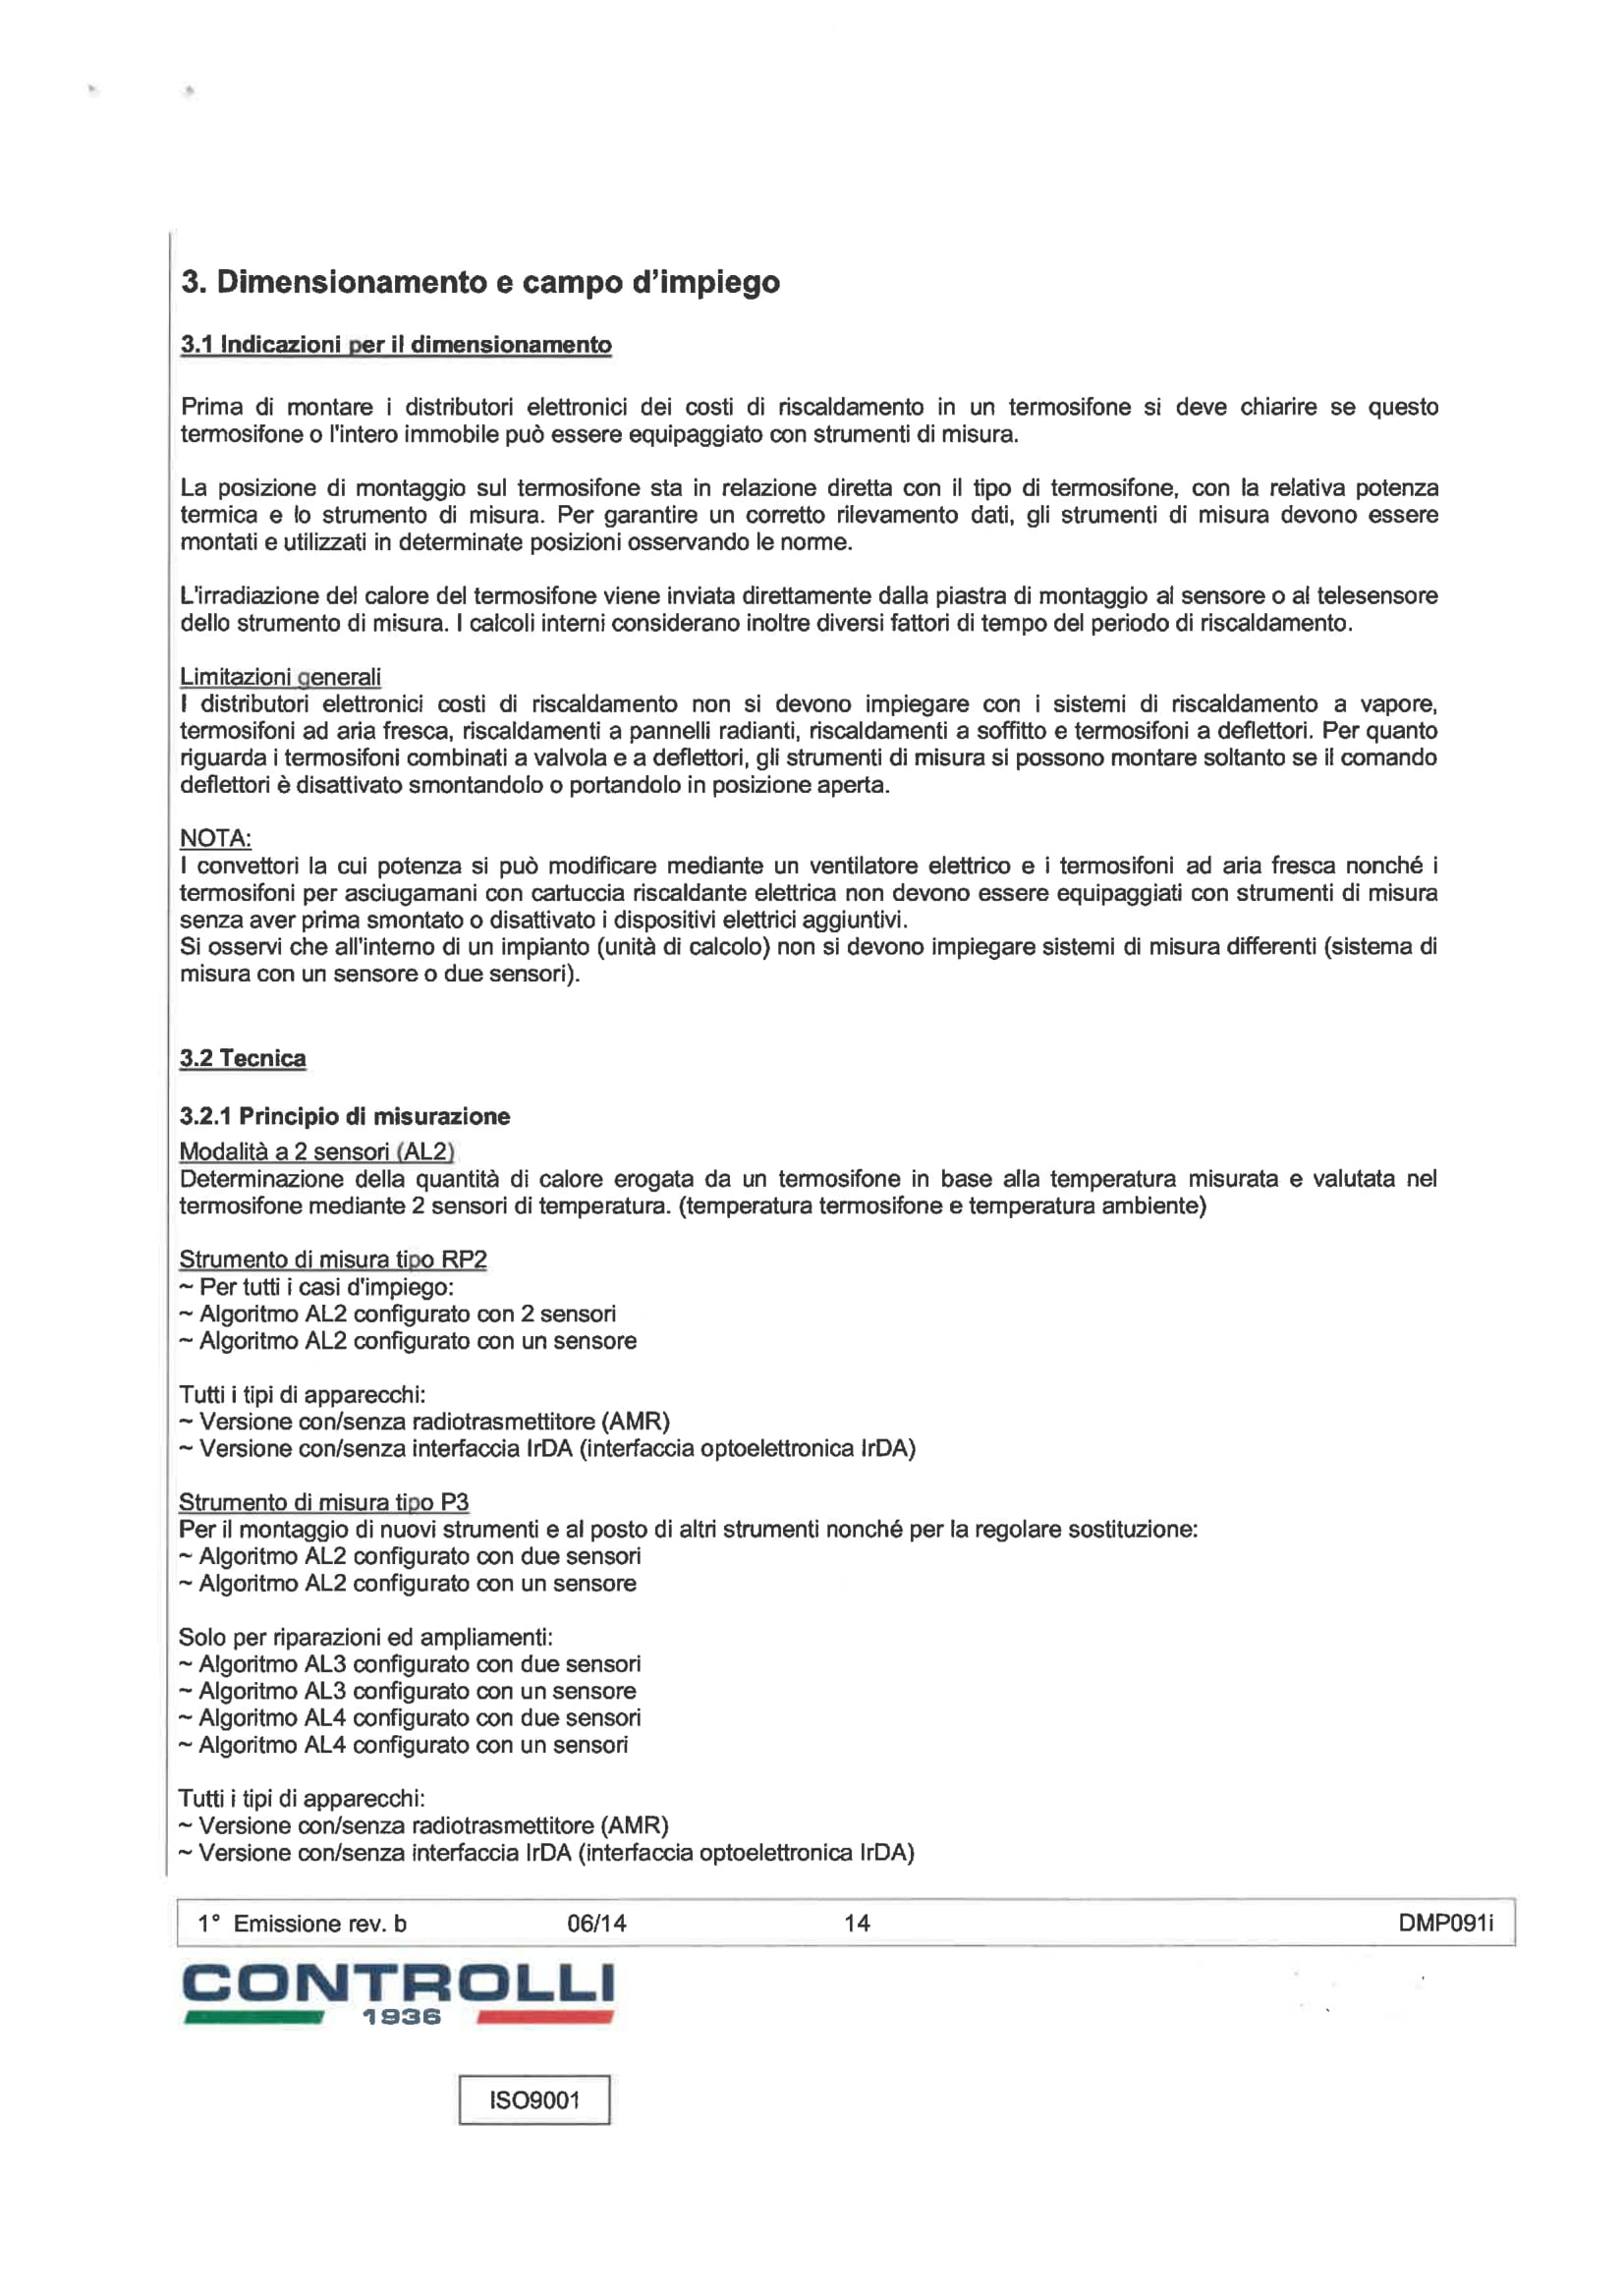 3. Dimensionamento e campo d'impiego
3.1 Indicazioni per il dimensionamento
Prima di montare i distributori elettronici dei costi di riscaldamento in un termosifone si deve chiarire se questo
termosifone o l'intero immobile può essere equipaggiato con strumenti di misura.
La posizione di montaggio sul termosifone sta in relazione diretta con il tipo di termosifone, con la relativa potenza
termica e lo strumento di misura. Per garantire un corretto rilevamento dati, gli strumenti di misura devono essere
montati e utilizzati in determinate posizioni osservando le norme.
L'irradiazione del calore del termosifone viene inviata direttamente dalla piastra di montaggio al sensore o al telesensore
dello strumento di misura. I calcoli interni considerano inoltre diversi fattori di tempo del periodo di riscaldamento.
Limitazioni generali
I distributori elettronici costi di riscaldamento non si devono impiegare con i sistemi di riscaldamento a vapore,
termosifoni ad aria fresca, riscaldamenti a pannelli radianti, riscaldamenti a soffitto e termosifoni a deflettori. Per quanto
riguarda i termosifoni combinati a valvola e a deflettori, gli strumenti di misura si possono montare soltanto se il comando
deflettori è disattivato smontandolo o portandolo in posizione aperta.
NOTA:
I convettori la cui potenza si può modificare mediante un ventilatore elettrico e i termosifoni ad aria fresca nonché i
termosifoni per asciugamani con cartuccia riscaldante elettrica non devono essere equipaggiati con strumenti di misura
senza aver prima smontato o disattivato i dispositivi elettrici aggiuntivi.
Si osservi che all'interno di un impianto (unità di calcolo) non si devono impiegare sistemi di misura differenti (sistema di
misura con un sensore o due sensori).
3.2 Tecnica
3.2.1 Principio di misurazione
Modalità a 2 sensori (AL2)
Determinazione della quantità di calore erogata da un termosifone in base alla temperatura misurata e valutata nel
termosifone mediante 2 sensori di temperatura. (temperatura termosifone e temperatura ambiente)
Strumento di misura tipo RP2
~ Per tutti i casi d'impiego:
~ Algoritmo AL2 configurato con 2 sensori
~ Algoritmo AL2 configurato con un sensore
Tutti i tipi di apparecchi:
~ Versione con/senza radiotrasmettitore (AMR)
~ Versione con/senza interfaccia IrDA (interfaccia optoelettronica IrDA)
Strumento di misura tipo P3
Per il montaggio di nuovi strumenti e al posto di altri strumenti nonché per la regolare sostituzione:
~ Algoritmo AL2 configurato con due sensori
~ Algoritmo AL2 configurato con un sensore
Solo per riparazioni ed ampliamenti:
~ Algoritmo AL3 configurato con due sensori
~ Algoritmo AL3 configurato con un sensore
~ Algoritmo AL4 configurato con due sensori
~ Algoritmo AL4 configurato con un sensori
Tutti i tipi di apparecchi:
~ Versione con/senza radiotrasmettitore (AMR)
~ Versione con/senza interfaccia IrDA (interfaccia optoelettronica IrDA)
1° Emissione rev. b 06/14 14 DMP091i
CONTROLLI
1936
ISO9001